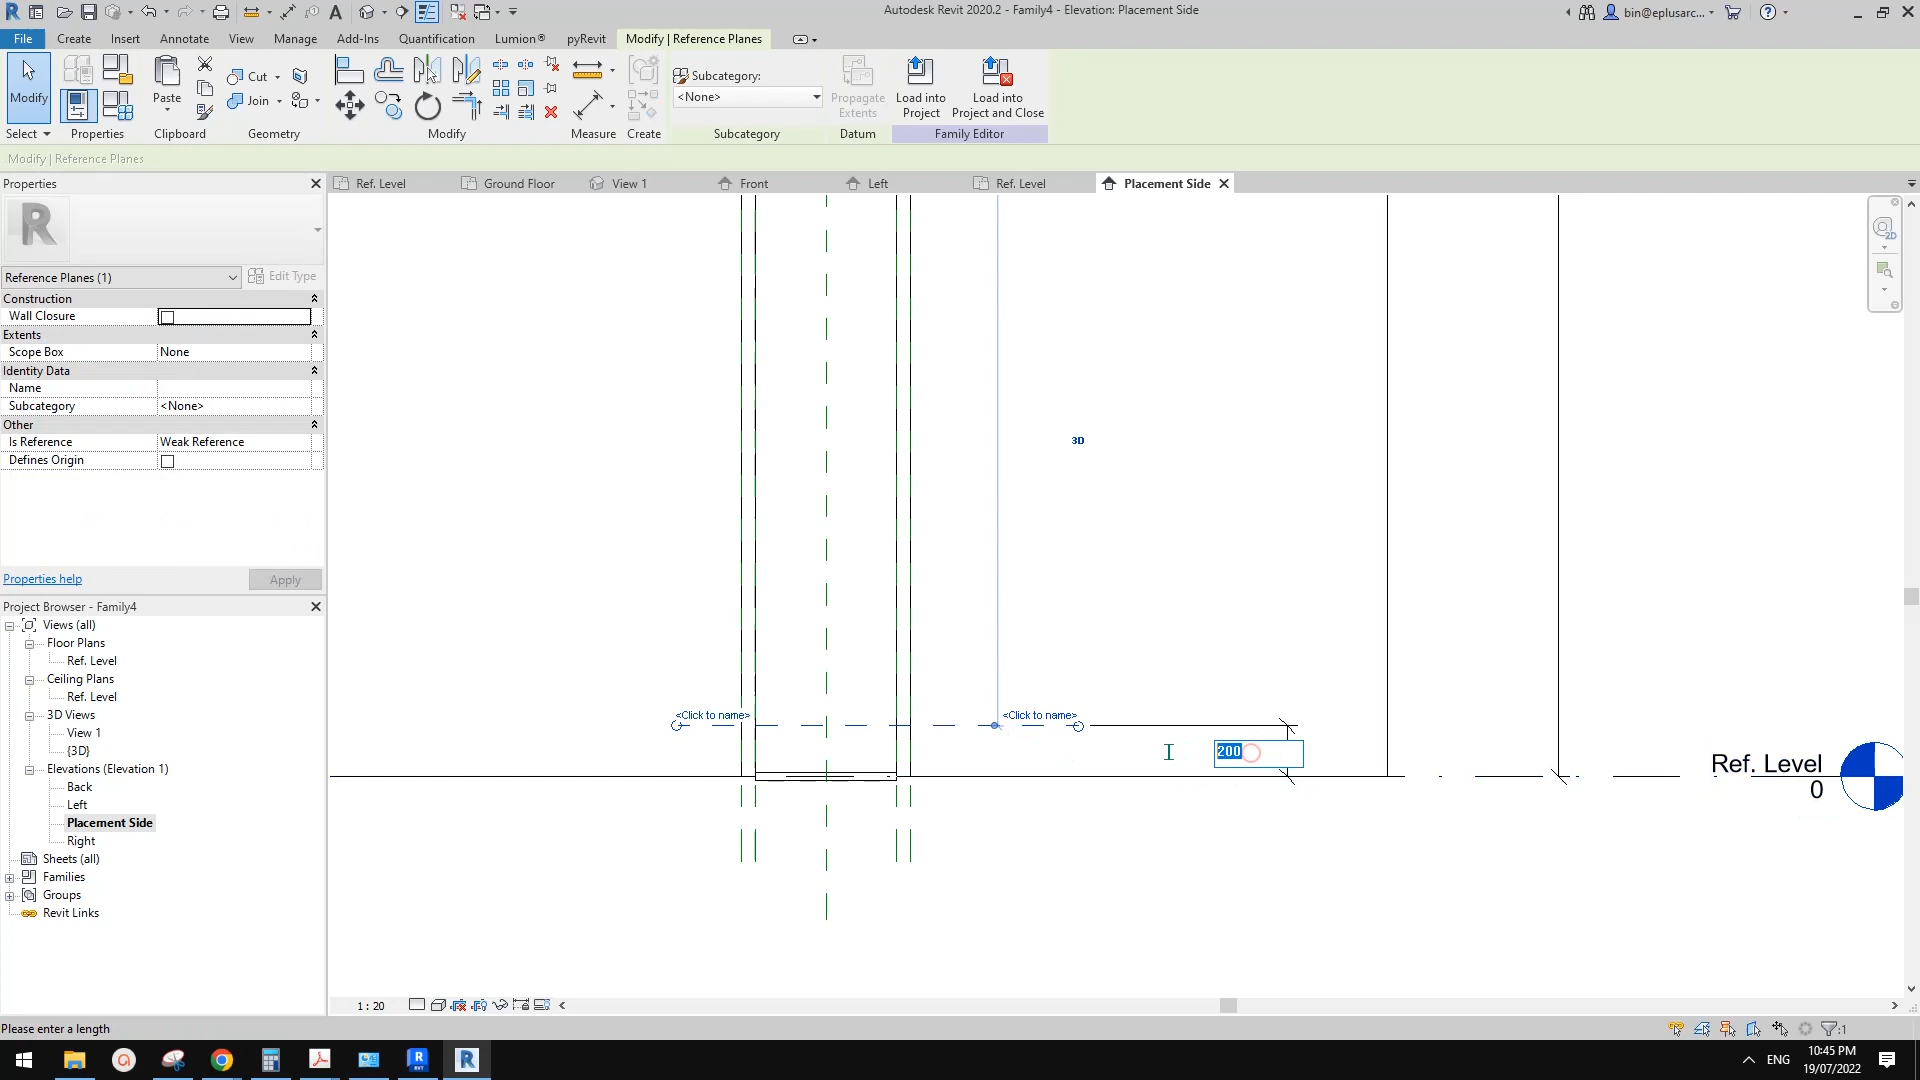 Autodesk Revit 2020.2 - Family4 - Elevation: Placement Side
bin@eplusarc...
File
Create
Insert
Annotate
View
Manage
Add-Ins
Quantification
Lumion®
pyRevit
Modify | Reference Planes
Modify
Paste
Cut
Join
Subcategory:
<None>
Propagate
Extents
Load into
Project
Load into
Project and Close
Select
Properties
Clipboard
Geometry
Modify
Measure
Create
Subcategory
Datum
Family Editor
Modify | Reference Planes
Properties
Ref. Level
Ground Floor
View 1
Front
Left
Ref. Level
Placement Side
R
Reference Planes (1)
Edit Type
Construction
Wall Closure
Extents
Scope Box
None
Identity Data
Name
Subcategory
<None>
Other
Is Reference
Weak Reference
Defines Origin
Properties help
Apply
Project Browser - Family4
Views (all)
Floor Plans
Ref. Level
Ceiling Plans
Ref. Level
3D Views
View 1
{3D}
Elevations (Elevation 1)
Back
Left
Placement Side
Right
Sheets (all)
Families
Groups
Revit Links
3D
2D
<Click to name>
<Click to name>
200
Ref. Level
0
1 : 20
Please enter a length
:1
ENG
10:45 PM
19/07/2022